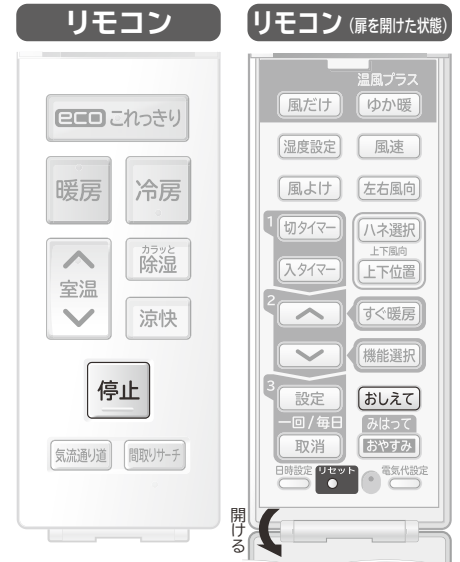 リモコン
eco これっきり
暖房 冷房
室温
カラッと
除湿
涼快
停止
気流通り道 間取りサーチ
リモコン(扉を開けた状態)
温風プラス
風だけ ゆか暖
湿度設定 風速
風よけ 左右風向
1 切タイマー ハネ選択
上下風向
入タイマー 上下位置
2 すぐ暖房
機能選択
3 設定 おしえて
一回/毎日 みはって
取消 おやすみ
日時設定 リセット 電気代設定
開ける